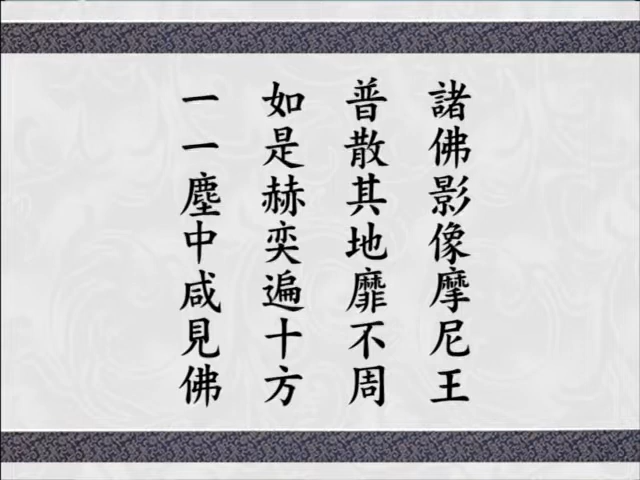 諸佛影像摩尼王
普散其地靡不周
如是赫奕遍十方
一一塵中咸見佛